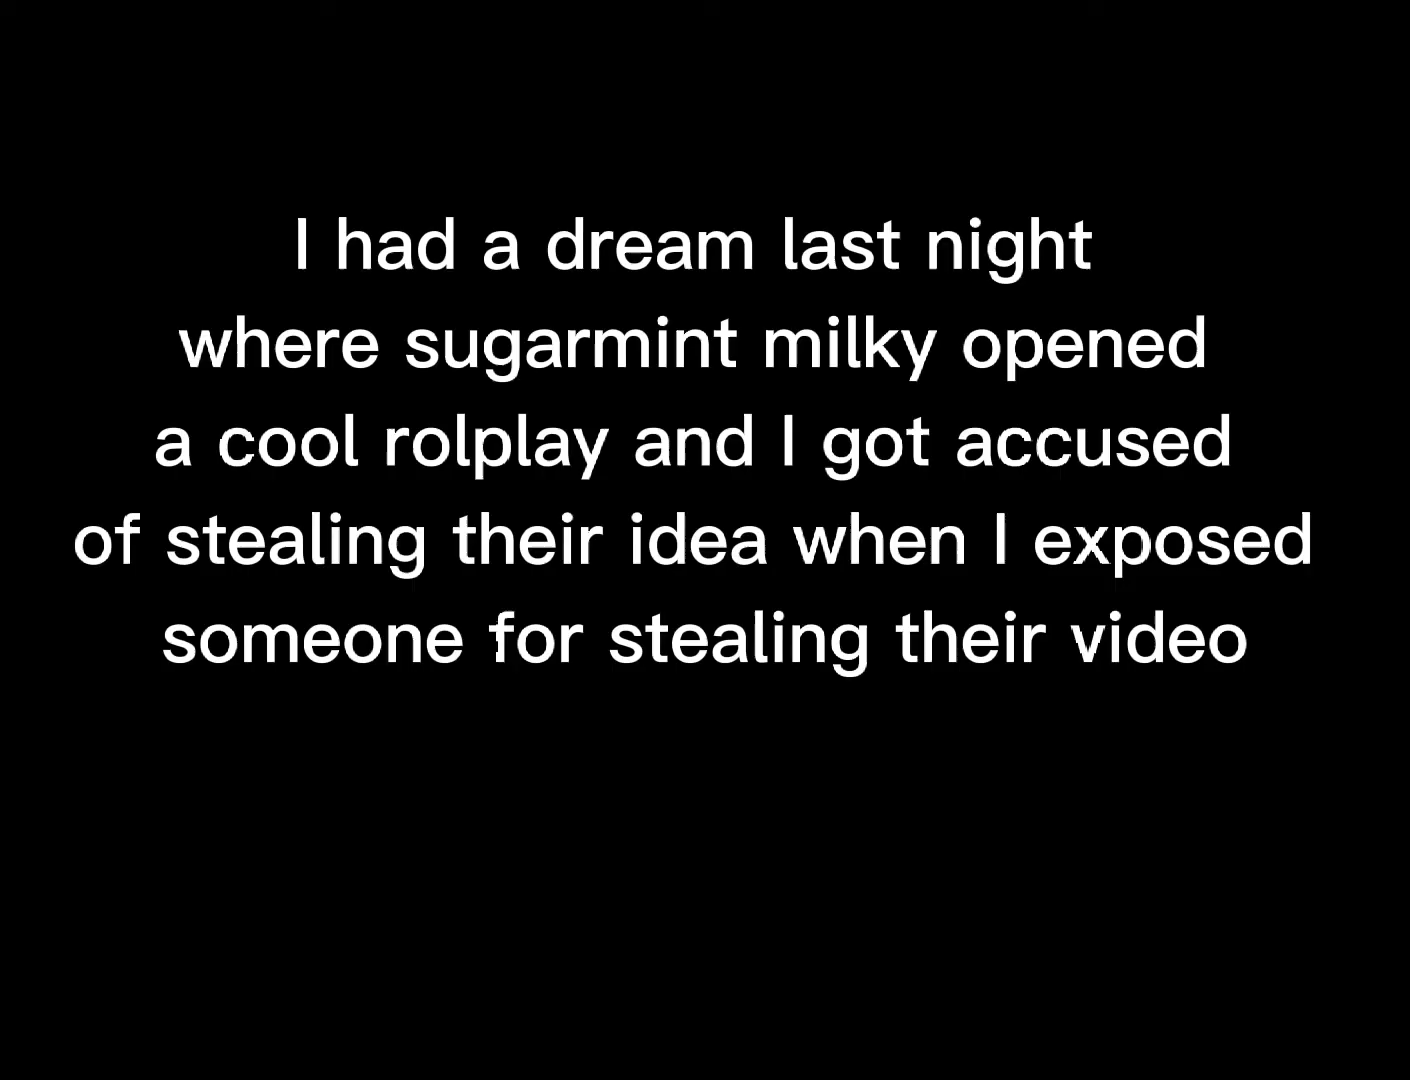 I had a dream last night
where sugarmint milky opened
a cool rolplay and I got accused
of stealing their idea when I exposed
someone for stealing their video